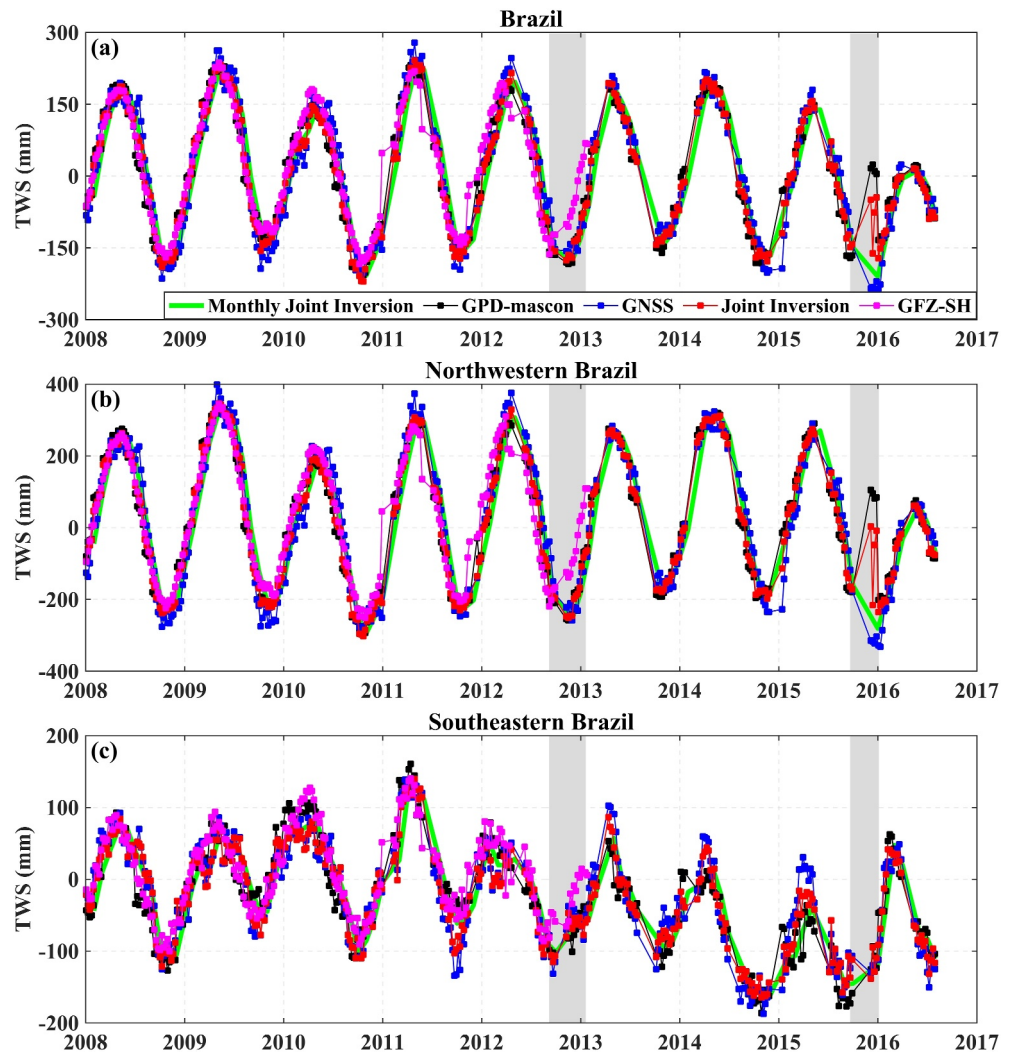 Brazil
(a)
300
150
0
-150
-300
TWS (mm)
Monthly Joint Inversion GPD-mascon GNSS Joint Inversion GFZ-SH
2008 2009 2010 2011 2012 2013 2014 2015 2016 2017
Northwestern Brazil
(b)
400
200
0
-200
-400
TWS (mm)
2008 2009 2010 2011 2012 2013 2014 2015 2016 2017
Southeastern Brazil
(c)
200
100
0
-100
-200
TWS (mm)
2008 2009 2010 2011 2012 2013 2014 2015 2016 2017